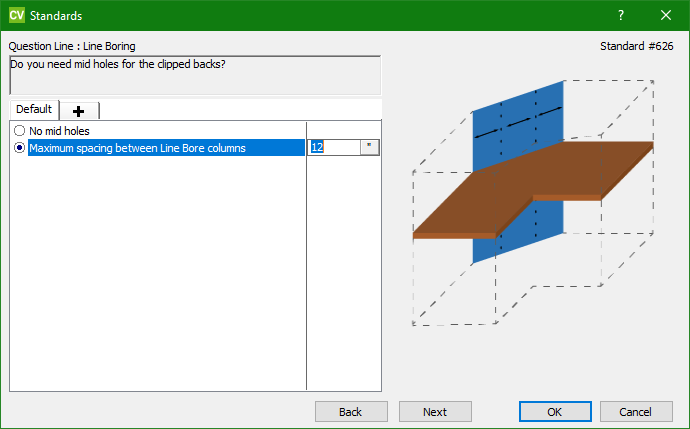 CV Standards ?
Question Line : Line Boring Standard #626
Do you need mid holes for the clipped backs?
Default
No mid holes
Maximum spacing between Line Bore columns 12 "
Back Next OK Cancel